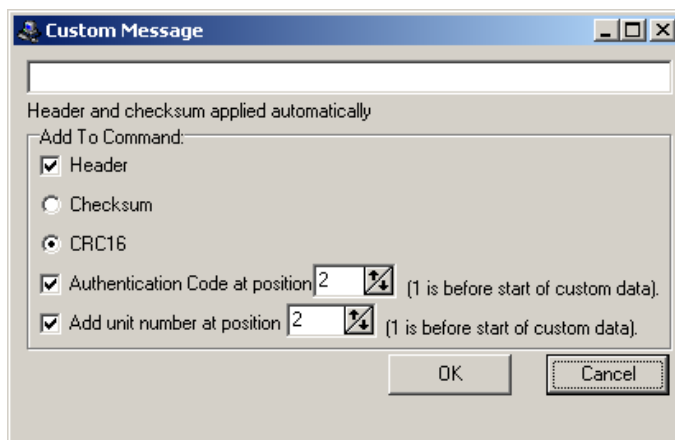 Custom Message
Header and checksum applied automatically
Add To Command:
Header
Checksum
CRC16
Authentication Code at position 2 (1 is before start of custom data).
Add unit number at position 2 (1 is before start of custom data).
OK Cancel